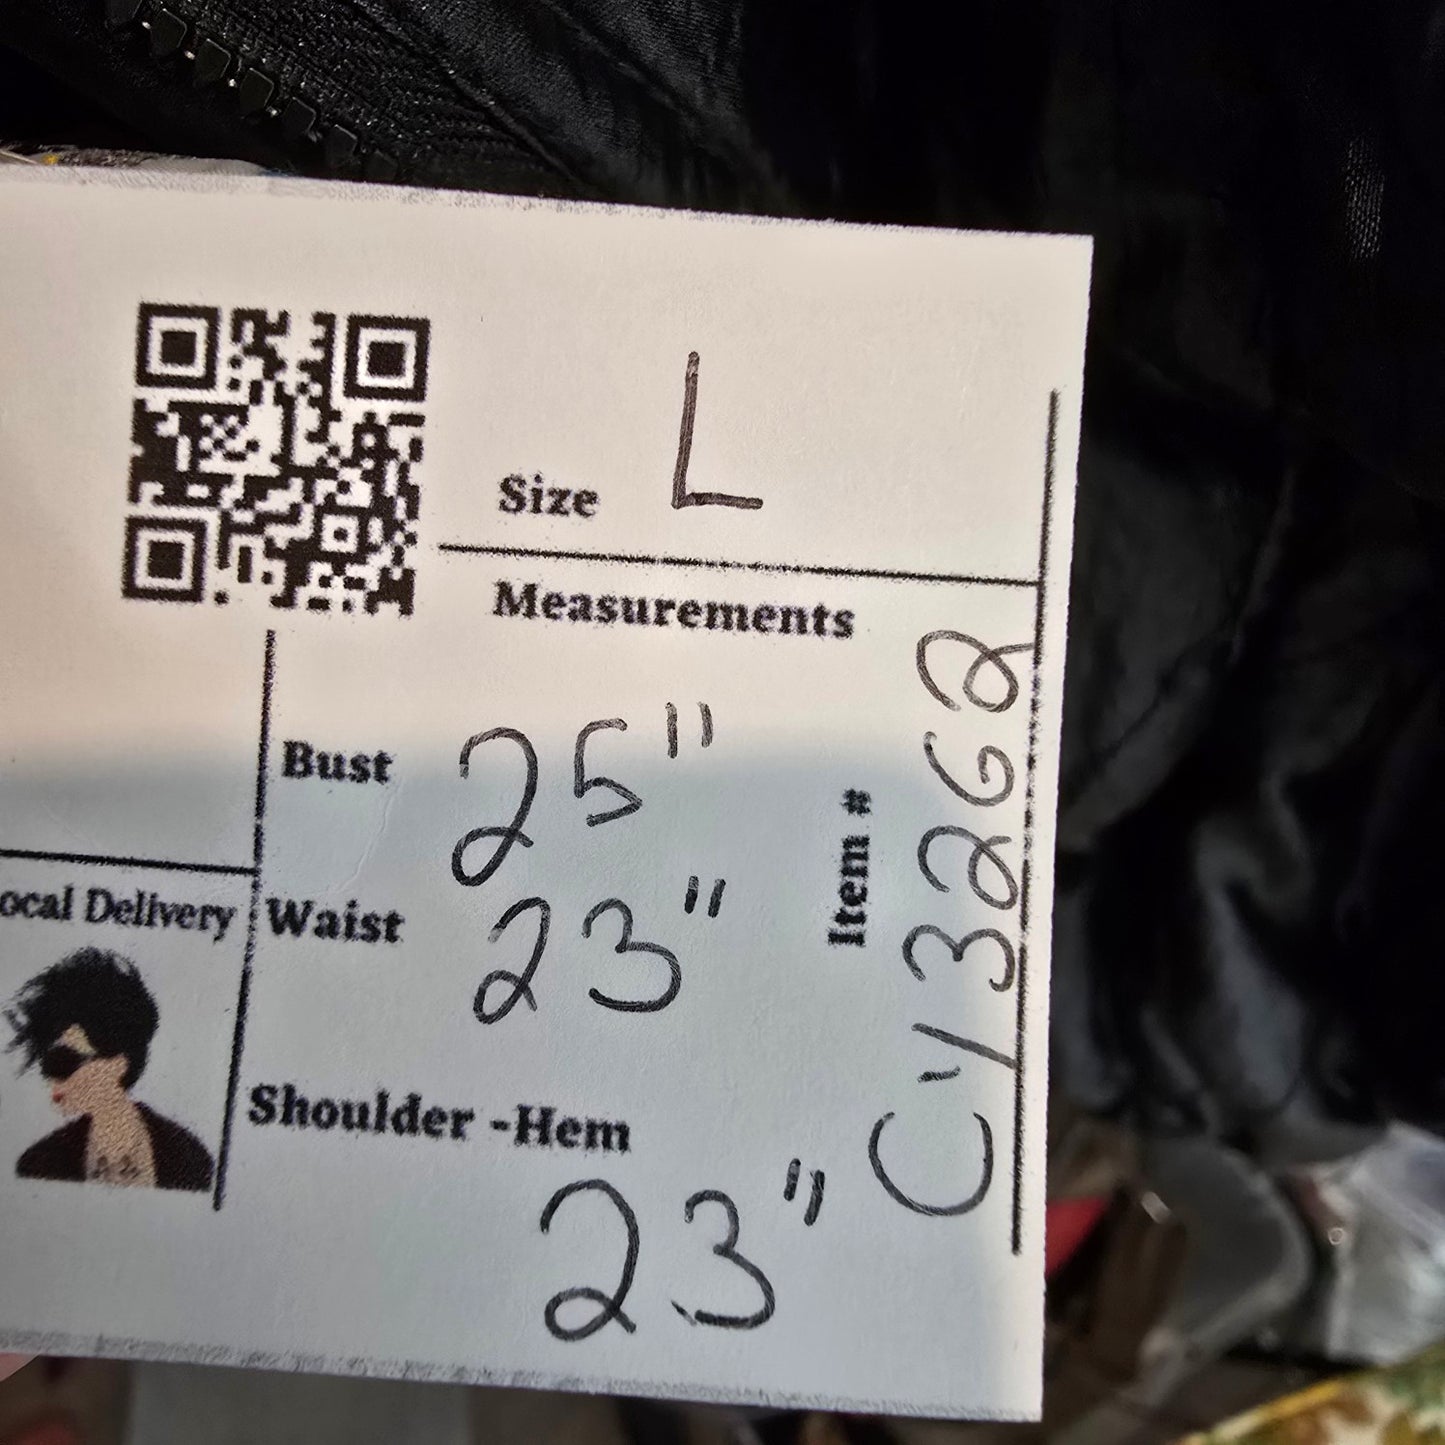 Size L
Measurements
Bust 25"
Waist 23"
Shoulder -Hem
23"
Item #
C13262
ocal Delivery